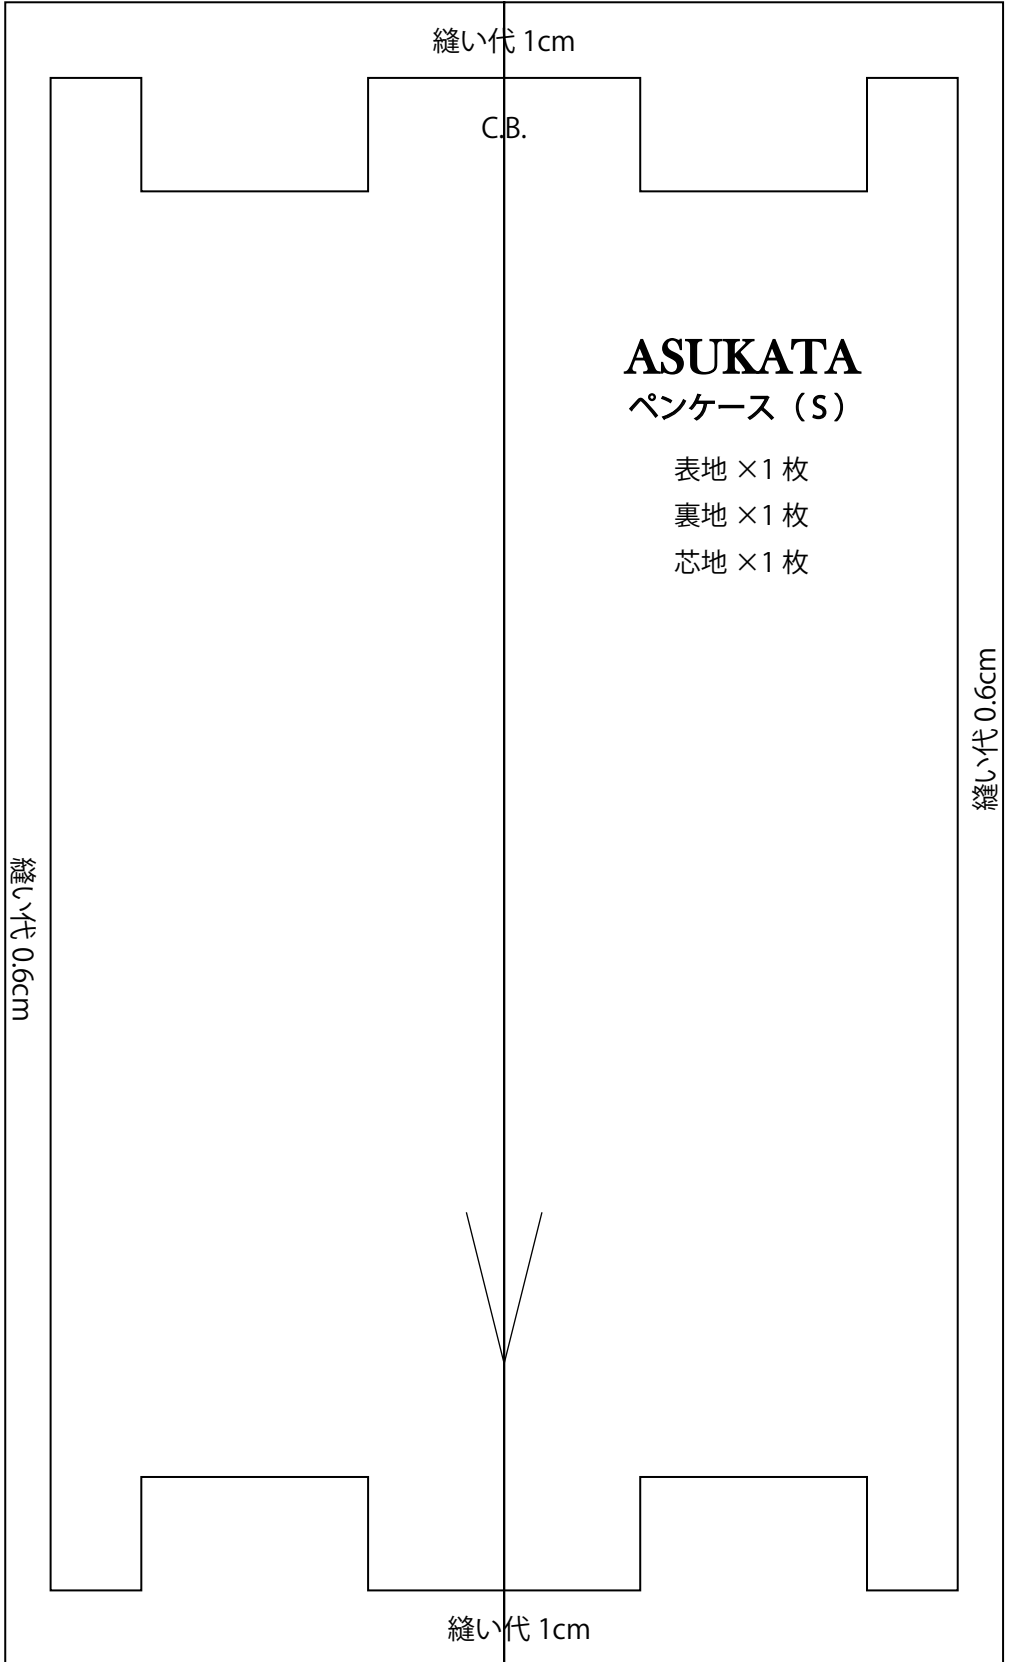 縫い代 1cm
C.B.
ASUKATA
ペンケース（S）
表地 ×1 枚
裏地 ×1 枚
芯地 ×1 枚
縫い代 0.6cm
縫い代 0.6cm
縫い代 1cm